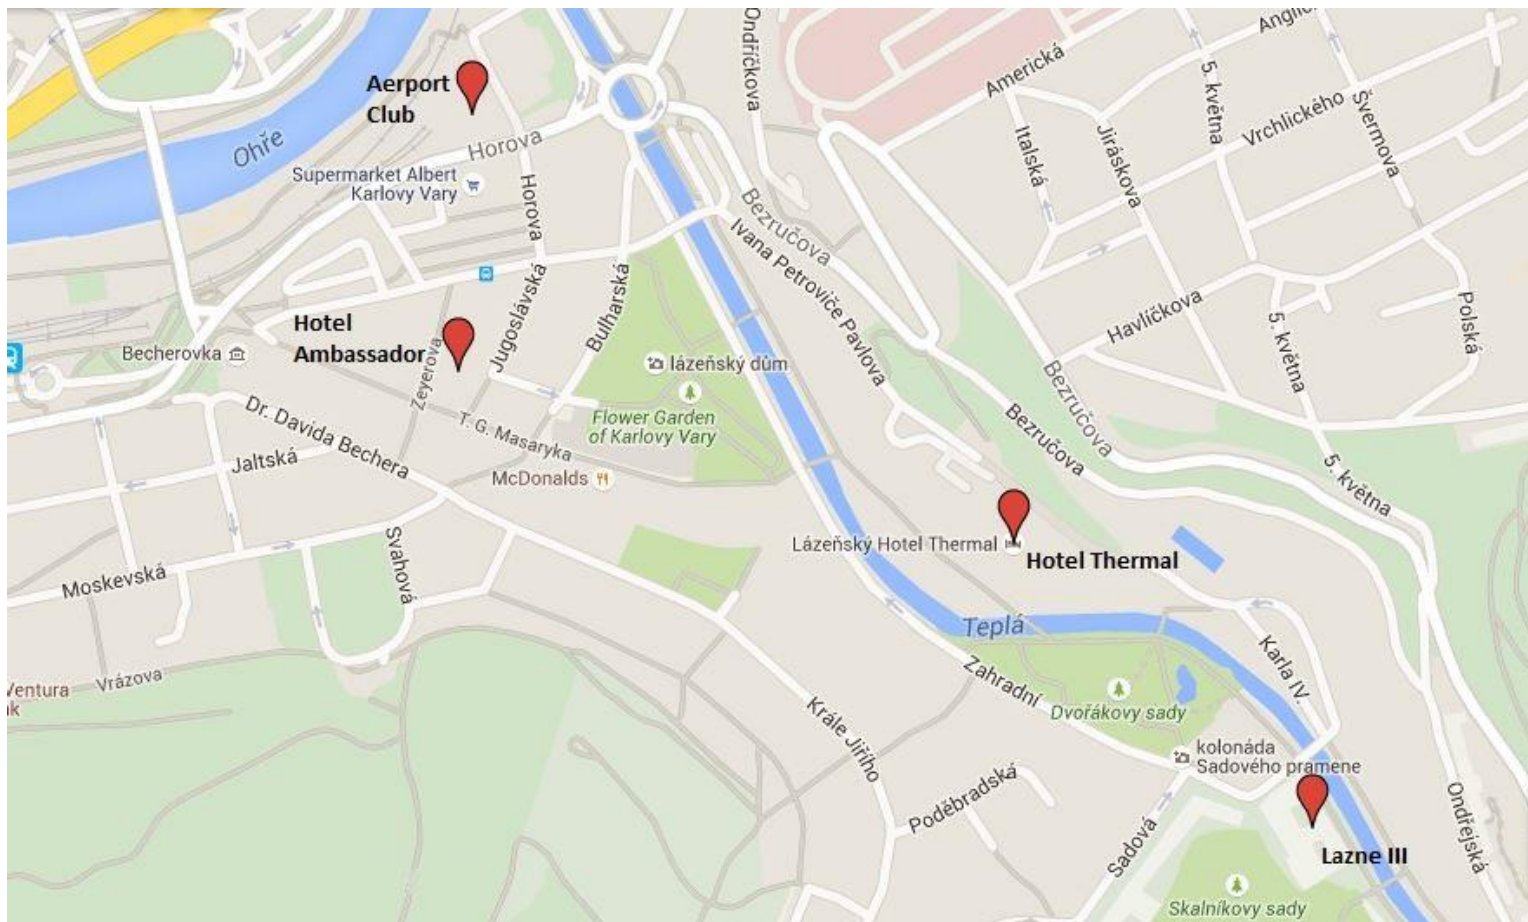 Aerport
Club
Ohře
Horova
Supermarket Albert
Karlovy Vary
Horova
Ondříčkova
Americká
5. května
Vrchlického
Švermova
Italská
Jiráskova
Bezručova
Ivana Petroviče Pavlova
Jugoslávská
Bulharská
Havlíčkova
5. května
Polská
Hotel
Ambassador
Becherovka
Zeyerova
lázeňský dům
Flower Garden
of Karlovy Vary
Bezručova
Bezručova
Dr. Davida Bechera
T. G. Masaryka
Jaltská
McDonalds
5. květná
Svahová
Lázeňský Hotel Thermal
Hotel Thermal
Moskevská
Teplá
Karla IV.
Vrázova
Ventura
Zahradní
Dvořákovy sady
Krále Jiřího
kolonáda
Sadového pramene
Poděbradská
Sadová
Ondřejská
Lazne III
Skalníkovy sady